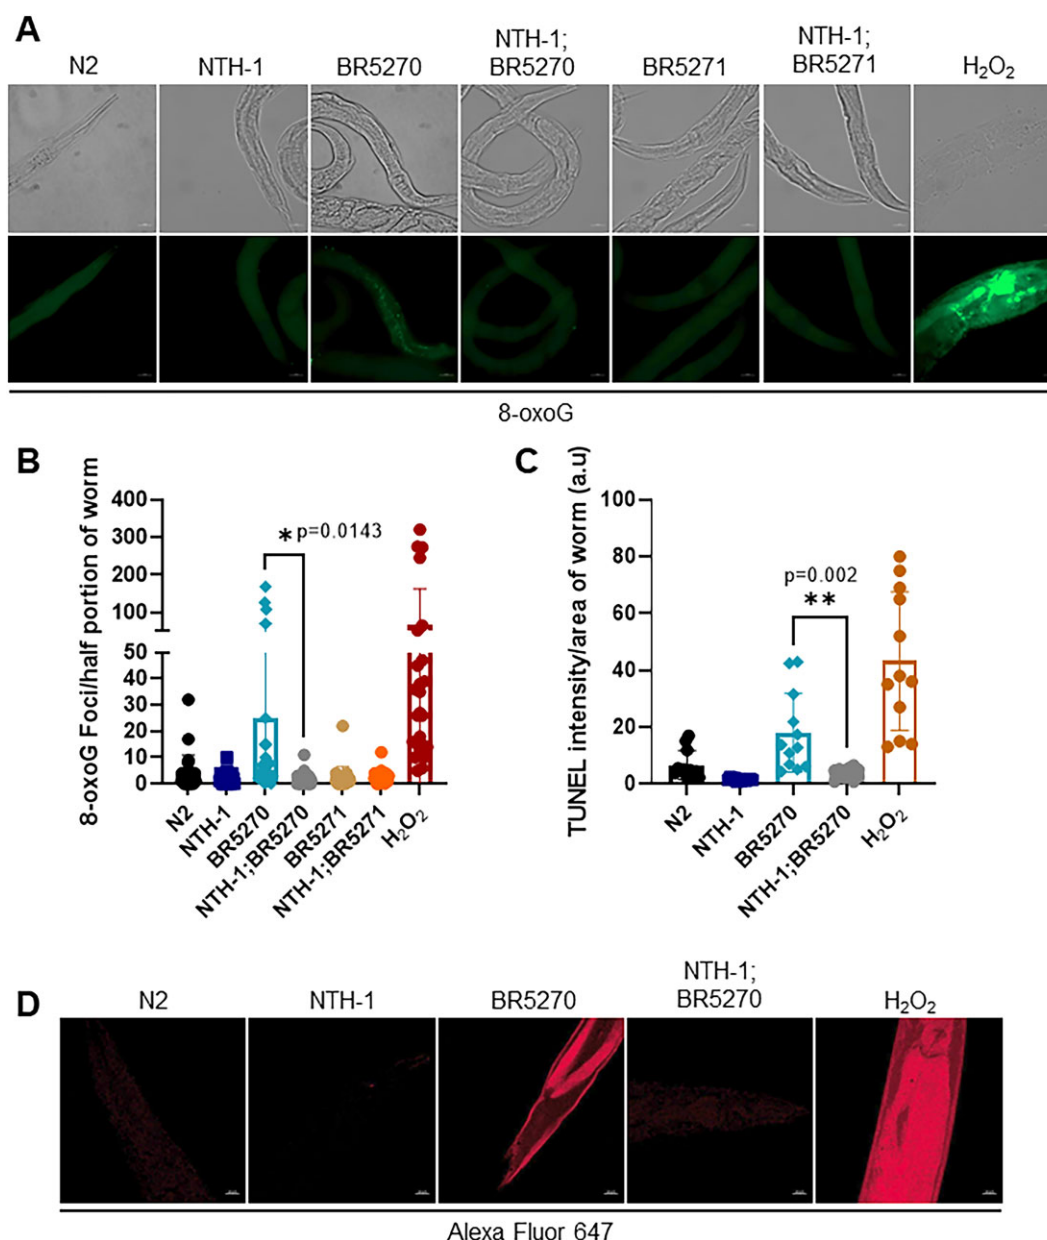 A
N2
NTH-1
BR5270
NTH-1;
BR5270
BR5271
NTH-1;
BR5271
H₂O₂
8-oxoG
B
8-oxoG Foci/half portion of worm
400
300
200
100
50
40
30
20
10
0
* p=0.0143
N2
NTH-1
BR5270
NTH-1;BR5270
BR5271
NTH-1;BR5271
H₂O₂
C
TUNEL intensity/area of worm (a.u)
100
80
60
40
20
0
p=0.002
**
N2
NTH-1
BR5270
NTH-1;BR5270
H₂O₂
D
N2
NTH-1
BR5270
NTH-1;
BR5270
H₂O₂
Alexa Fluor 647